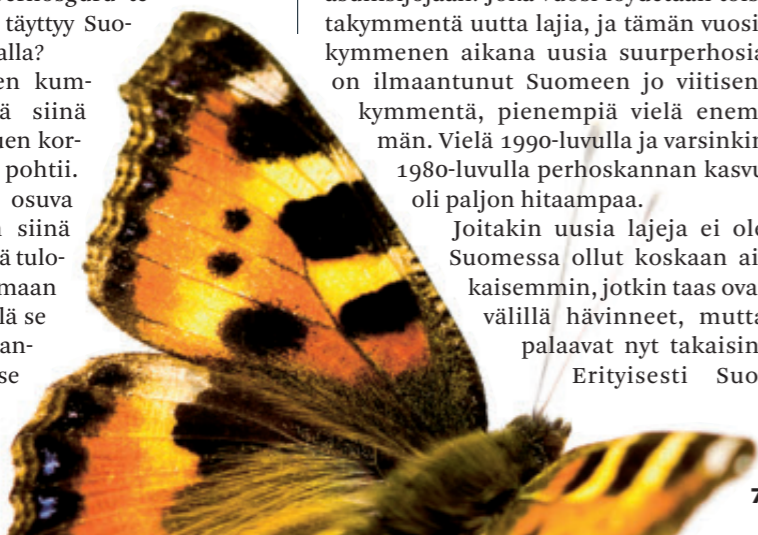 täyttyy Suo-
alla?
en kum-
ä siinä
uen kor-
pohtii.
osuva
siinä
ä tulo-
maan
lä se
an-
se
takymmentä uutta lajia, ja tämän vuosi
kymmenen aikana uusia suurperhosia
on ilmaantunut Suomeen jo viitisen
kymmentä, pienempiä vielä enem
män. Vielä 1990-luvulla ja varsinkin
1980-luvulla perhoskannan kasvu
oli paljon hitaampaa.
Joitakin uusia lajeja ei ole
Suomessa ollut koskaan ai
kaisemmin, jotkin taas ova
välillä hävinneet, mutta
palaavat nyt takaisin
Erityisesti Suo
7